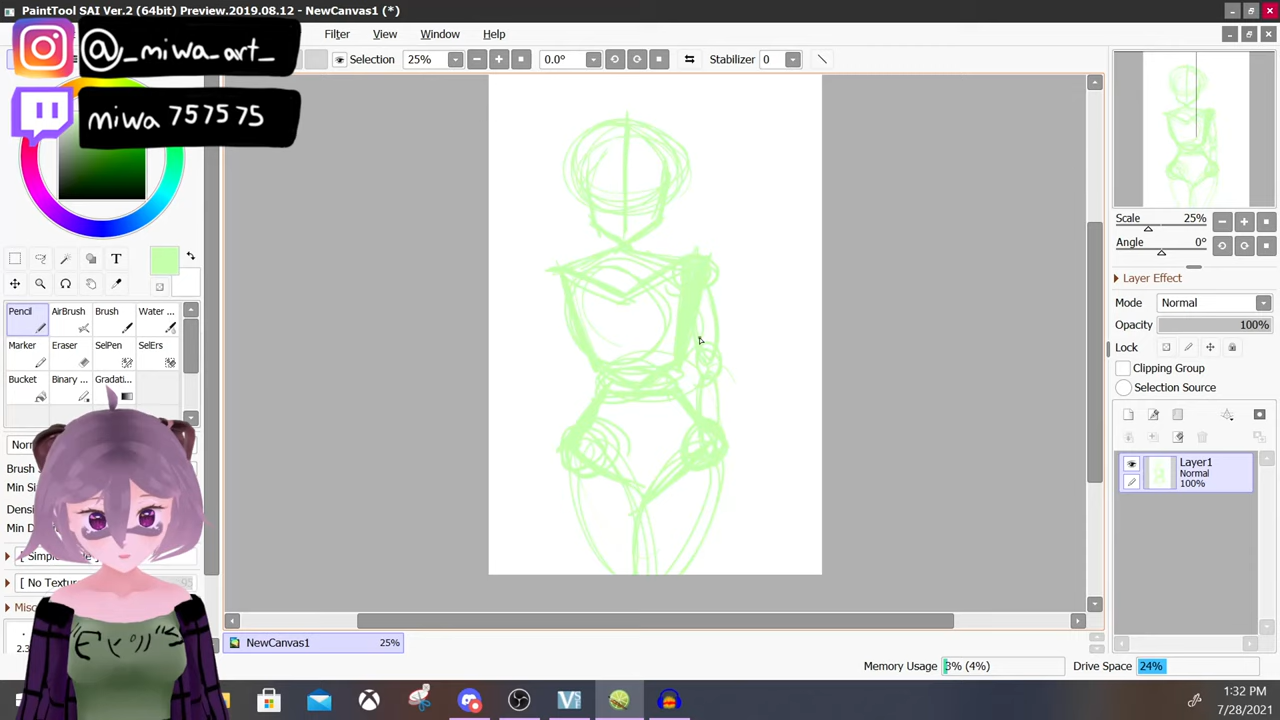 PaintTool SAI Ver.2 (64bit) Preview.2019.08.12 - NewCanvas1 (*)
@_miwa_art_
Filter View Window Help
Selection 25% 0.0° Stabilizer 0
miwa 757575
Scale 25%
Angle 0°
T
Layer Effect
Pencil AirBrush Brush Water ...
Mode Normal
Opacity 100%
Marker Eraser SelPen SelErs
Lock
Clipping Group
Bucket Binary ... Gradati...
Selection Source
Brush
Min
Min
Layer1
Normal
100%
[ No Textur
Misc
NewCanvas1 25%
Memory Usage 3% (4%) Drive Space 24%
1:32 PM
7/28/2021